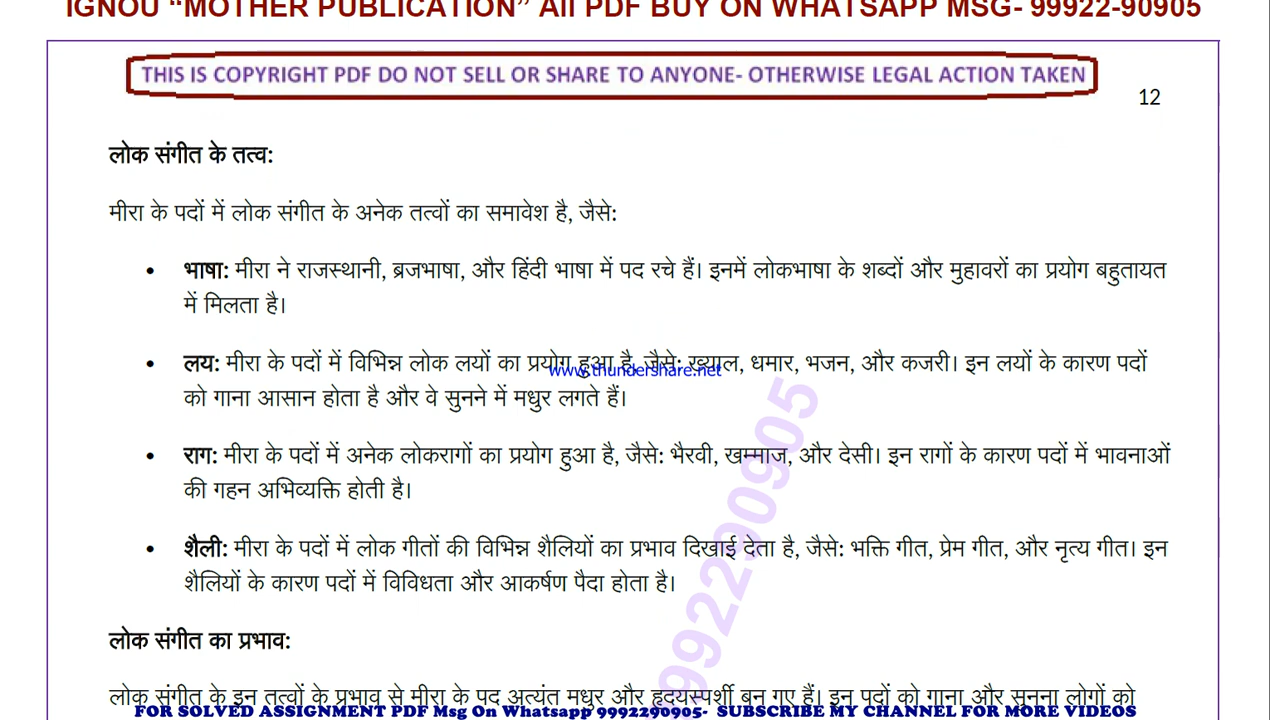 IGNOU “MOTHER PUBLICATION” All PDF BUY ON WHATSAPP MSG- 99922-90905
THIS IS COPYRIGHT PDF DO NOT SELL OR SHARE TO ANYONE- OTHERWISE LEGAL ACTION TAKEN
12
लोक संगीत के तत्व:
मीरा के पदों में लोक संगीत के अनेक तत्वों का समावेश है, जैसे:
• भाषा: मीरा ने राजस्थानी, ब्रजभाषा, और हिंदी भाषा में पद रचे हैं। इनमें लोकभाषा के शब्दों और मुहावरों का प्रयोग बहुतायत
में मिलता है।
• लय: मीरा के पदों में विभिन्न लोक लयों का प्रयोग हुआ है, जैसे: ख्याल, धमार, भजन, और कजरी। इन लयों के कारण पदों
www.thundershare.net
को गाना आसान होता है और वे सुनने में मधुर लगते हैं।
• राग: मीरा के पदों में अनेक लोकरागों का प्रयोग हुआ है, जैसे: भैरवी, खम्माज, और देसी। इन रागों के कारण पदों में भावनाओं
की गहन अभिव्यक्ति होती है।
• शैली: मीरा के पदों में लोक गीतों की विभिन्न शैलियों का प्रभाव दिखाई देता है, जैसे: भक्ति गीत, प्रेम गीत, और नृत्य गीत। इन
शैलियों के कारण पदों में विविधता और आकर्षण पैदा होता है।
9992290905
लोक संगीत का प्रभाव:
लोक संगीत के इन तत्वों के प्रभाव से मीरा के पद अत्यंत मधुर और हृदयस्पर्शी बन गए हैं। इन पदों को गाना और सुनना लोगों को
FOR SOLVED ASSIGNMENT PDF Msg On Whatsapp 9992290905- SUBSCRIBE MY CHANNEL FOR MORE VIDEOS